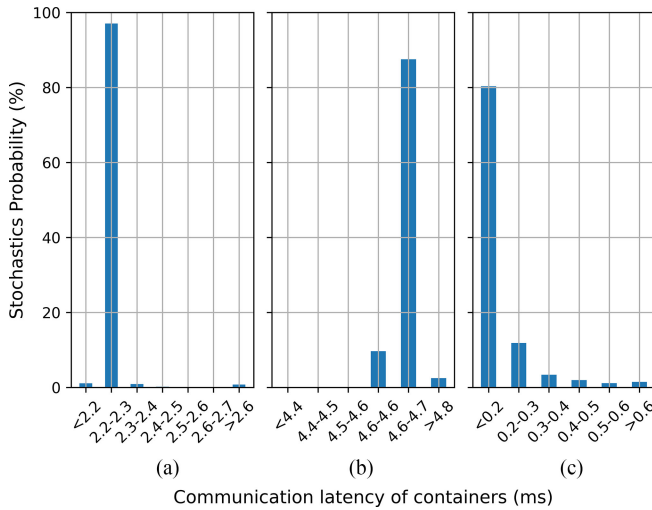 100
80
60
40
20
0
Stochastics Probability (%)
<2.2 2.2-2.3 2.3-2.4 2.4-2.5 2.5-2.6 2.6-2.7 >2.6
<4.4 4.4-4.5 4.5-4.6 4.6-4.6 4.6-4.7 >4.8
<0.2 0.2-0.3 0.3-0.4 0.4-0.5 0.5-0.6 >0.6
(a) (b) (c)
Communication latency of containers (ms)